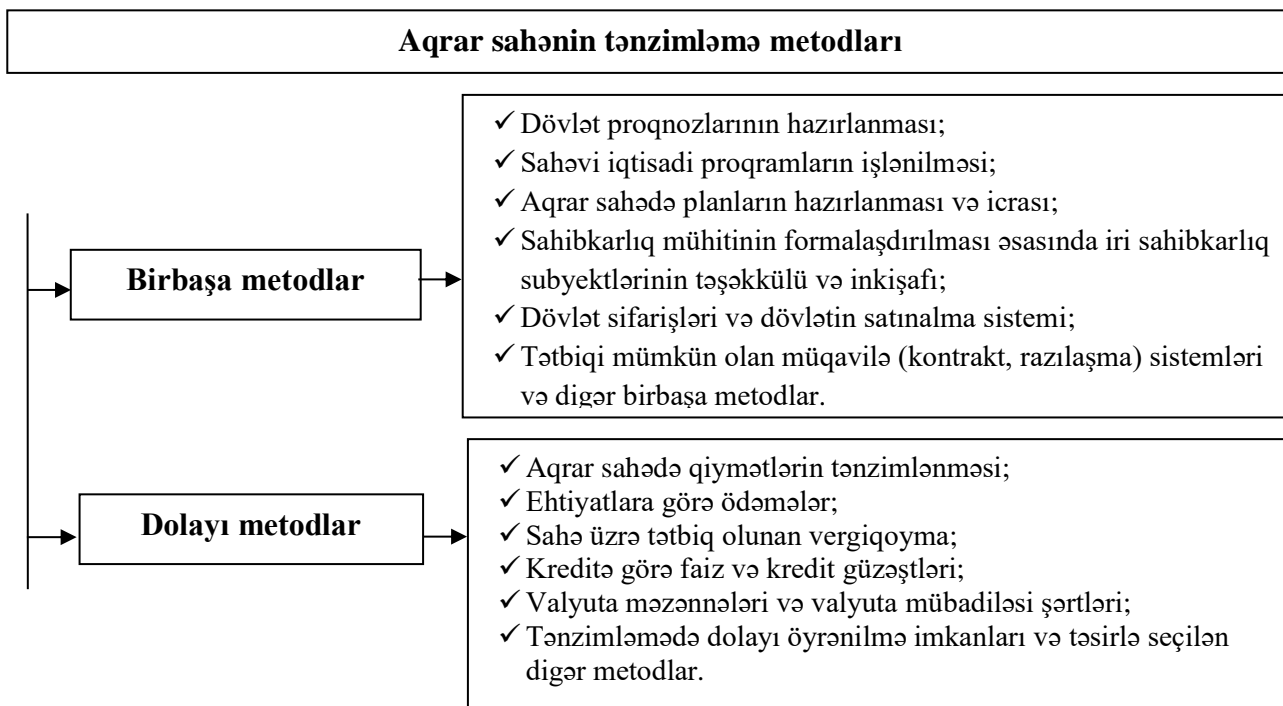 Aqrar sahənin tənzimləmə metodları
Birbaşa metodlar
✓ Dövlət proqnozlarının hazırlanması;
✓ Sahəvi iqtisadi proqramların işlənilməsi;
✓ Aqrar sahədə planların hazırlanması və icrası;
✓ Sahibkarlıq mühitinin formalaşdırılması əsasında iri sahibkarlıq
subyektlərinin təşəkkülü və inkişafı;
✓ Dövlət sifarişləri və dövlətin satınalma sistemi;
✓ Tətbiqi mümkün olan müqavilə (kontrakt, razılaşma) sistemləri
və digər birbaşa metodlar.
Dolayı metodlar
✓ Aqrar sahədə qiymətlərin tənzimlənməsi;
✓ Ehtiyatlara görə ödəmələr;
✓ Sahə üzrə tətbiq olunan vergiqoyma;
✓ Kreditə görə faiz və kredit güzəştləri;
✓ Valyuta məzənnələri və valyuta mübadiləsi şərtləri;
✓ Tənzimləmədə dolayı öyrənilmə imkanları və təsirlə seçilən
digər metodlar.